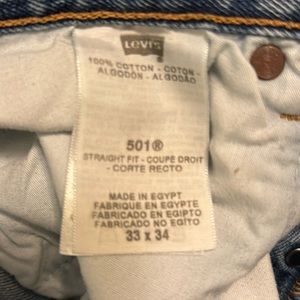 Levi's
100% COTTON - COTON -
ALGODÓN - ALGODÃO
501®
STRAIGHT FIT - COUPE DROIT
- CORTE RECTO
MADE IN EGYPT
FABRIQUE EN EGYPTE
FABRICADO EN EGIPTO
FABRICADO NO EGITO
33 x 34